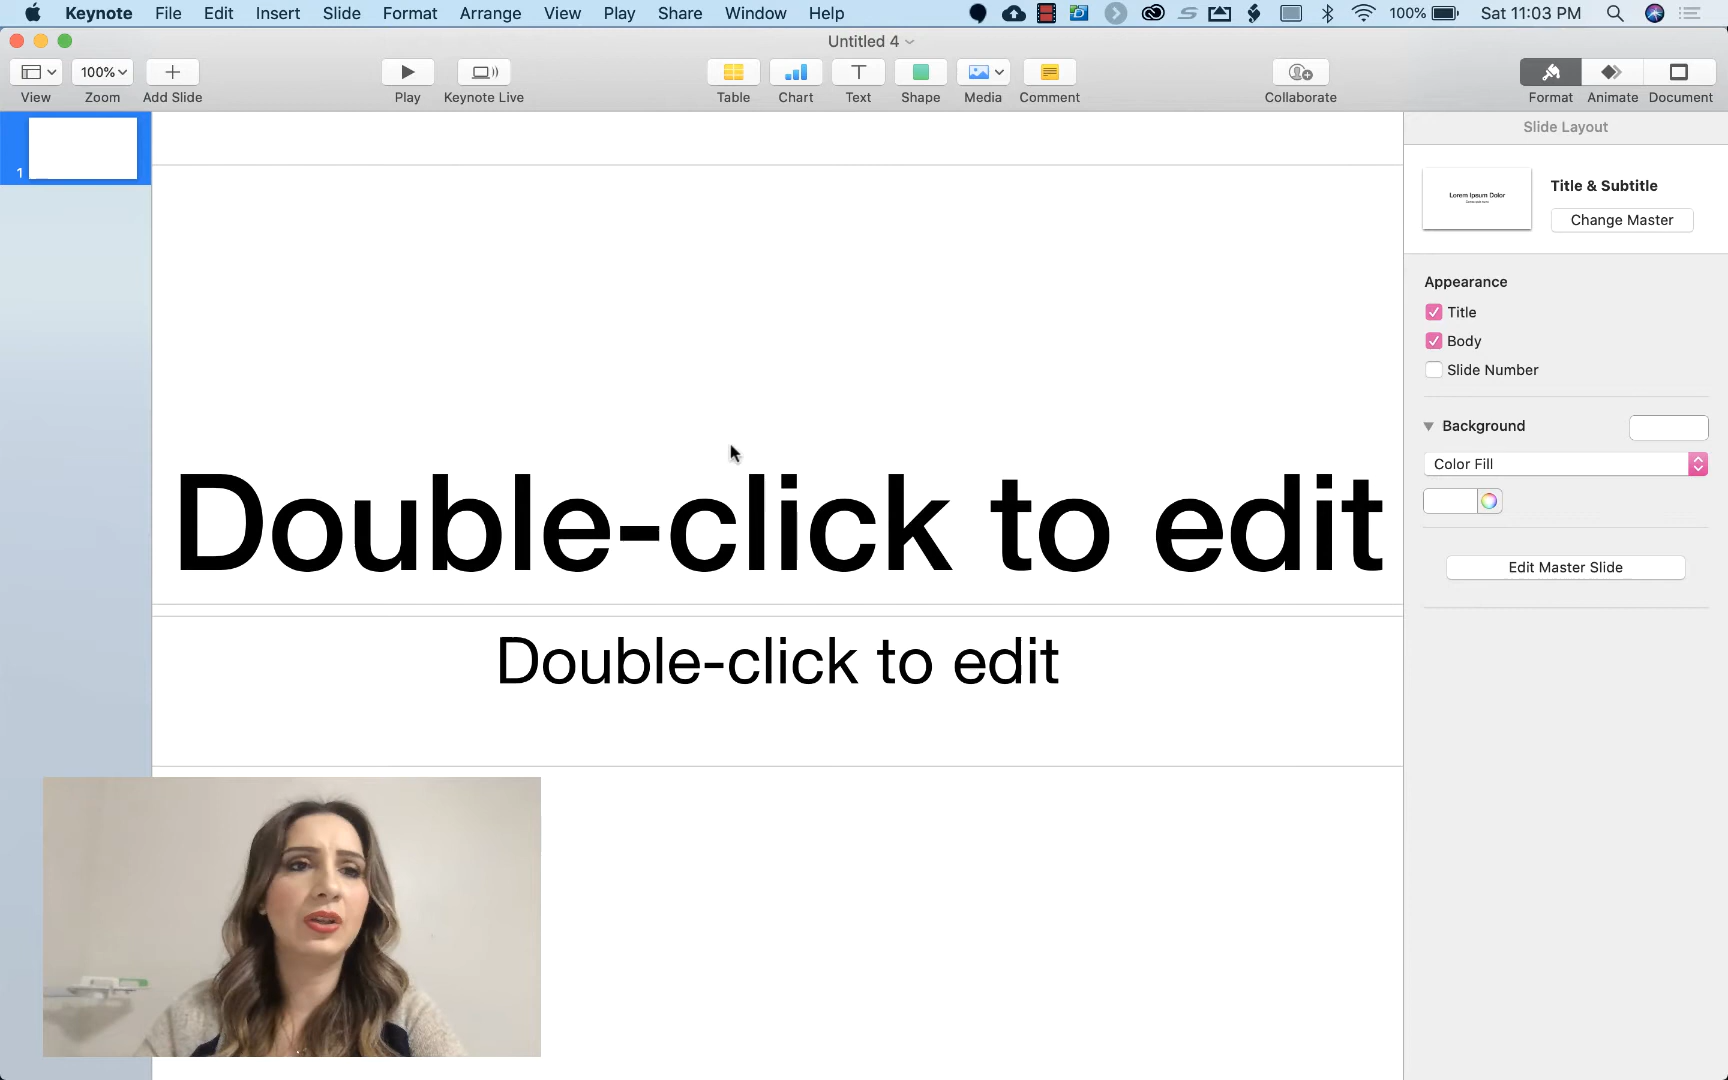 Keynote File Edit Insert Slide Format Arrange View Play Share Window Help 100% Sat 11:03 PM
Untitled 4
100%
View Zoom Add Slide Play Keynote Live Table Chart Text Shape Media Comment Collaborate Format Animate Document
Slide Layout
1
Lorem Ipsum Dolor
Title & Subtitle
Change Master
Appearance
Title
Body
Slide Number
Background
Color Fill
Edit Master Slide
Double-click to edit
Double-click to edit